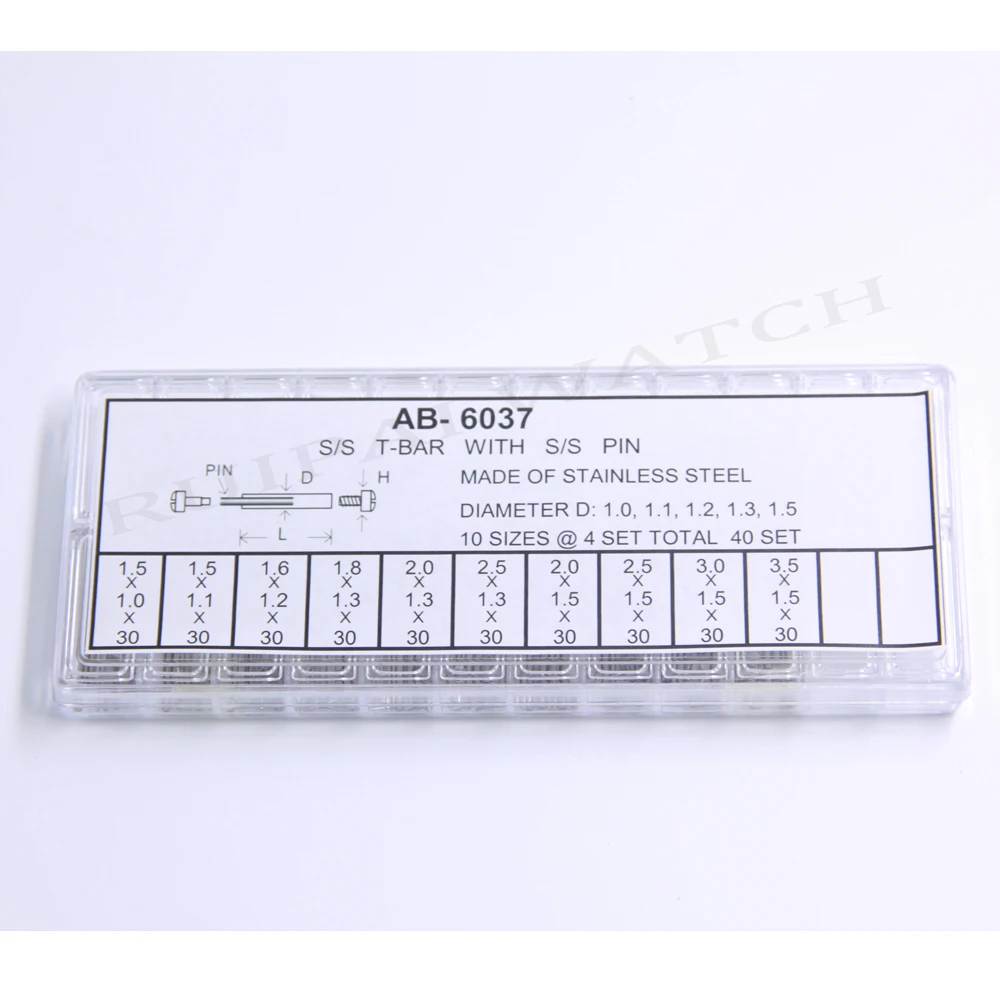 AB- 6037
S/S T-BAR WITH S/S PIN
PIN D H
MADE OF STAINLESS STEEL
DIAMETER D: 1.0, 1.1, 1.2, 1.3, 1.5
L
10 SIZES @ 4 SET TOTAL 40 SET
1.5 1.5 1.6 1.8 2.0 2.5 2.0 2.5 3.0 3.5
X X X X X X X X X X
1.0 1.1 1.2 1.3 1.3 1.3 1.5 1.5 1.5 1.5
X X X X X X X X X X
30 30 30 30 30 30 30 30 30 30
RUIPAI WATCH